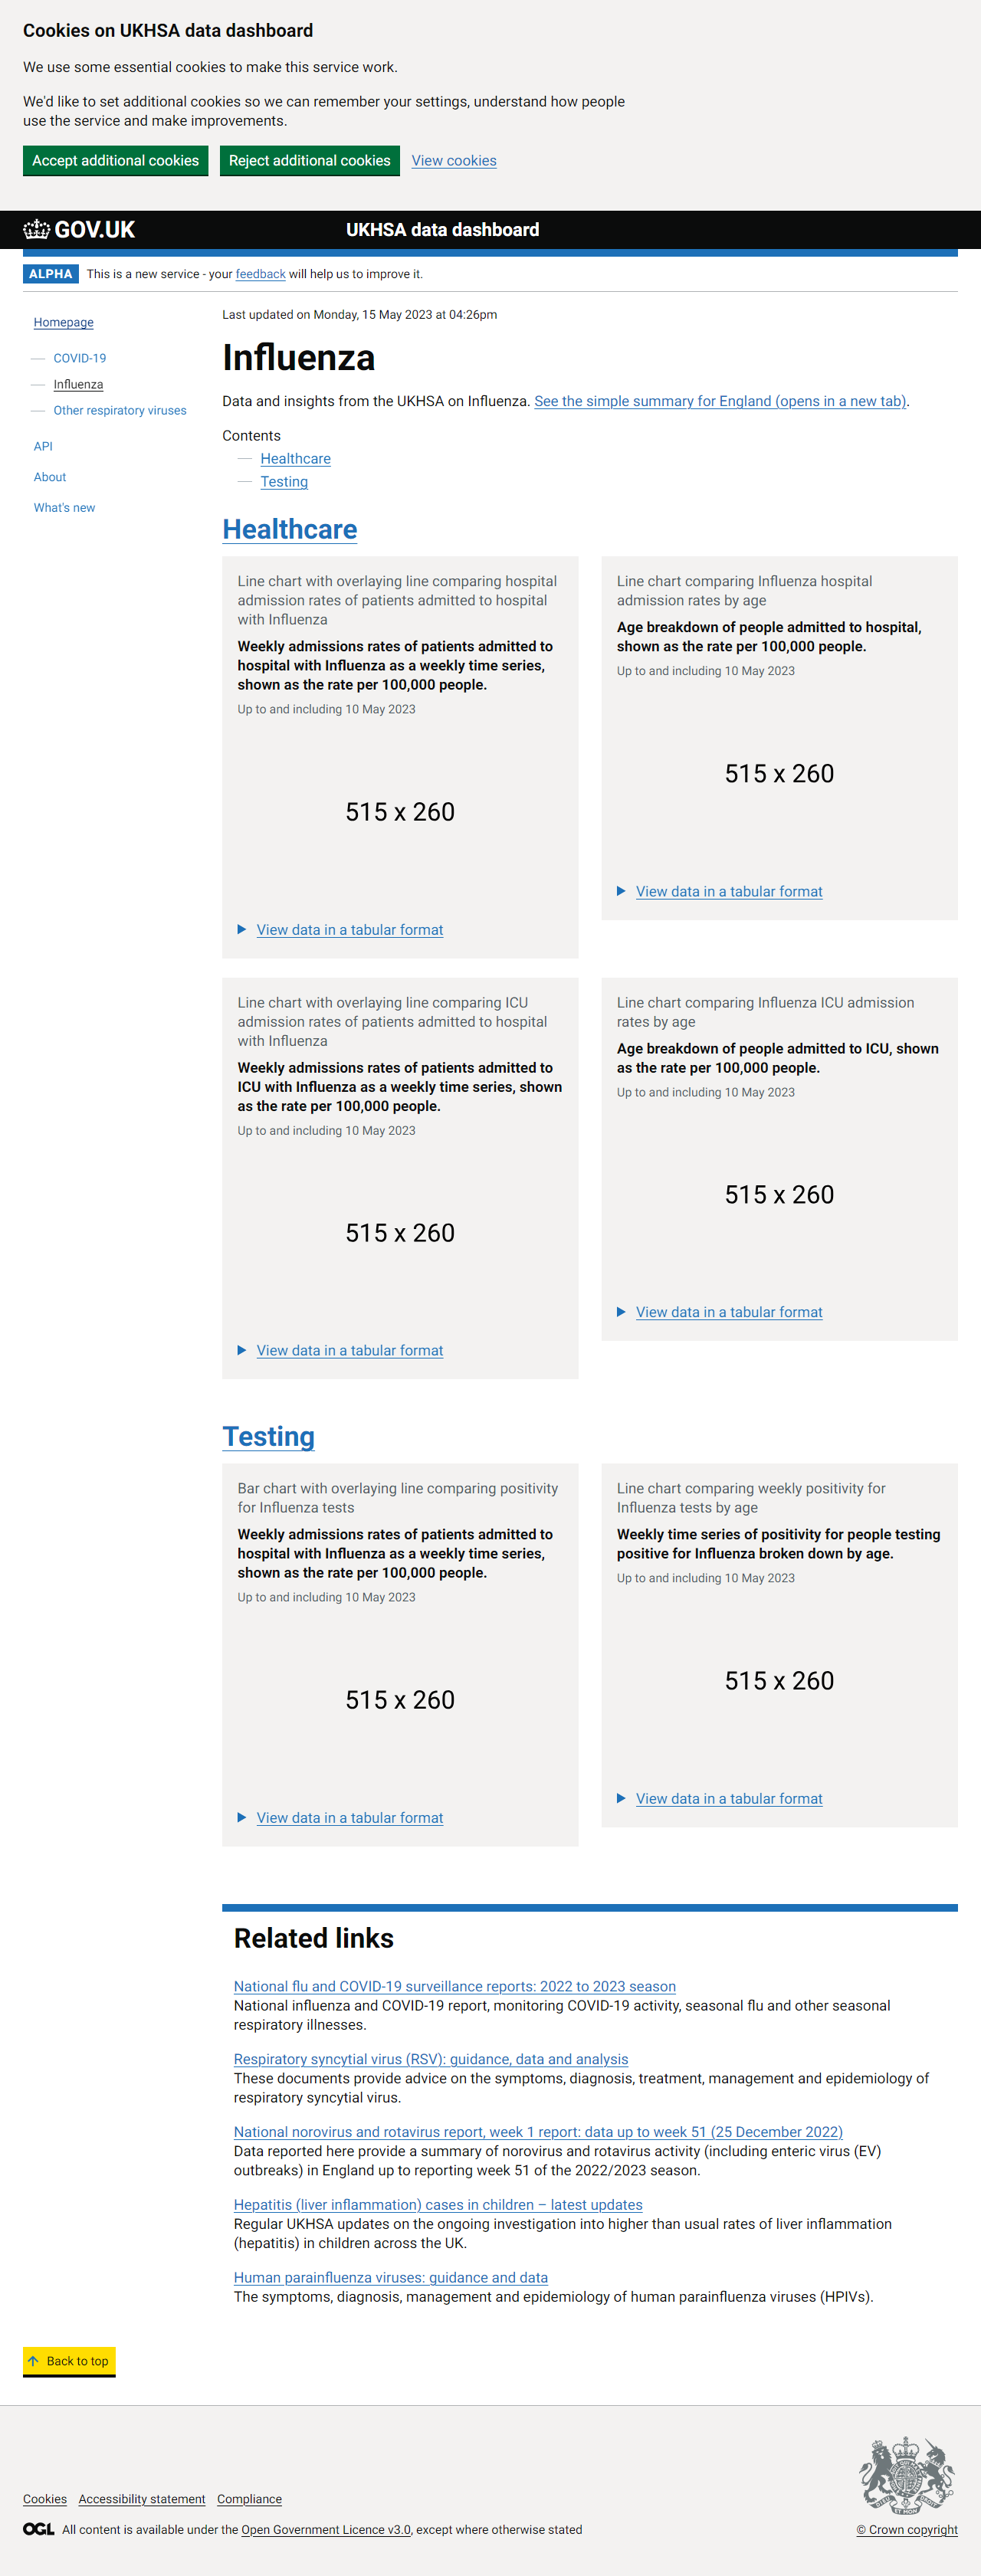 Cookies on UKHSA data dashboard
We use some essential cookies to make this service work.
We'd like to set additional cookies so we can remember your settings, understand how people
use the service and make improvements.
Accept additional cookies
Reject additional cookies
View cookies
GOV.UK
UKHSA data dashboard
ALPHA
This is a new service - your feedback will help us to improve it.
Homepage
COVID-19
Influenza
Other respiratory viruses
API
About
What's new
Last updated on Monday, 15 May 2023 at 04:26pm
Influenza
Data and insights from the UKHSA on Influenza. See the simple summary for England (opens in a new tab).
Contents
Healthcare
Testing
Healthcare
Line chart with overlaying line comparing hospital
admission rates of patients admitted to hospital
with Influenza
Weekly admissions rates of patients admitted to
hospital with Influenza as a weekly time series,
shown as the rate per 100,000 people.
Up to and including 10 May 2023
515 x 260
View data in a tabular format
Line chart comparing Influenza hospital
admission rates by age
Age breakdown of people admitted to hospital,
shown as the rate per 100,000 people.
Up to and including 10 May 2023
515 x 260
View data in a tabular format
Line chart with overlaying line comparing ICU
admission rates of patients admitted to hospital
with Influenza
Weekly admissions rates of patients admitted to
ICU with Influenza as a weekly time series, shown
as the rate per 100,000 people.
Up to and including 10 May 2023
515 x 260
View data in a tabular format
Line chart comparing Influenza ICU admission
rates by age
Age breakdown of people admitted to ICU, shown
as the rate per 100,000 people.
Up to and including 10 May 2023
515 x 260
View data in a tabular format
Testing
Bar chart with overlaying line comparing positivity
for Influenza tests
Weekly admissions rates of patients admitted to
hospital with Influenza as a weekly time series,
shown as the rate per 100,000 people.
Up to and including 10 May 2023
515 x 260
View data in a tabular format
Line chart comparing weekly positivity for
Influenza tests by age
Weekly time series of positivity for people testing
positive for Influenza broken down by age.
Up to and including 10 May 2023
515 x 260
View data in a tabular format
Related links
National flu and COVID-19 surveillance reports: 2022 to 2023 season
National influenza and COVID-19 report, monitoring COVID-19 activity, seasonal flu and other seasonal
respiratory illnesses.
Respiratory syncytial virus (RSV): guidance, data and analysis
These documents provide advice on the symptoms, diagnosis, treatment, management and epidemiology of
respiratory syncytial virus.
National norovirus and rotavirus report, week 1 report: data up to week 51 (25 December 2022)
Data reported here provide a summary of norovirus and rotavirus activity (including enteric virus (EV)
outbreaks) in England up to reporting week 51 of the 2022/2023 season.
Hepatitis (liver inflammation) cases in children – latest updates
Regular UKHSA updates on the ongoing investigation into higher than usual rates of liver inflammation
(hepatitis) in children across the UK.
Human parainfluenza viruses: guidance and data
The symptoms, diagnosis, management and epidemiology of human parainfluenza viruses (HPIVs).
Back to top
Cookies
Accessibility statement
Compliance
OGL
All content is available under the Open Government Licence v3.0, except where otherwise stated
© Crown copyright